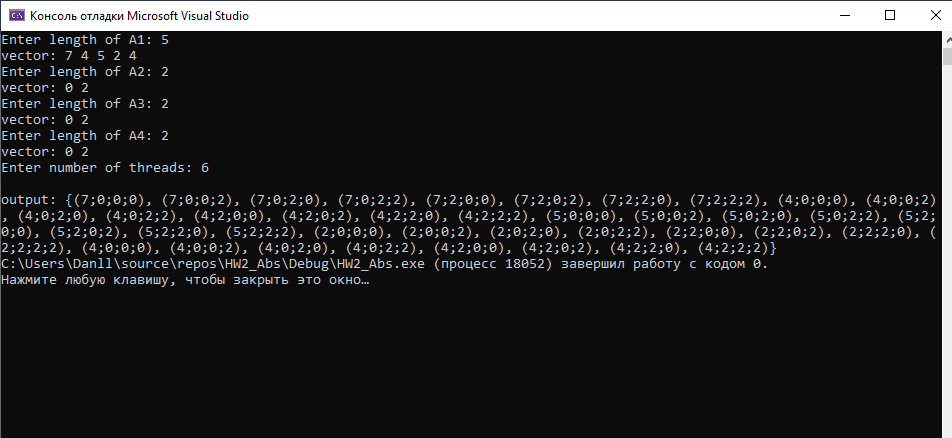 Консоль отладки Microsoft Visual Studio
Enter length of A1: 5
vector: 7 4 5 2 4
Enter length of A2: 2
vector: 0 2
Enter length of A3: 2
vector: 0 2
Enter length of A4: 2
vector: 0 2
Enter number of threads: 6
output: {(7;0;0;0), (7;0;0;2), (7;0;2;0), (7;0;2;2), (7;2;0;0), (7;2;0;2), (7;2;2;0), (7;2;2;2), (4;0;0;0), (4;0;0;2)
, (4;0;2;0), (4;0;2;2), (4;2;0;0), (4;2;0;2), (4;2;2;0), (4;2;2;2), (5;0;0;0), (5;0;0;2), (5;0;2;0), (5;0;2;2), (5;2;
0;0), (5;2;0;2), (5;2;2;0), (5;2;2;2), (2;0;0;0), (2;0;0;2), (2;0;2;0), (2;0;2;2), (2;2;0;0), (2;2;0;2), (2;2;2;0), (
2;2;2;2), (4;0;0;0), (4;0;0;2), (4;0;2;0), (4;0;2;2), (4;2;0;0), (4;2;0;2), (4;2;2;0), (4;2;2;2)}
C:\Users\Danll\source\repos\HW2_Abs\Debug\HW2_Abs.exe (процесс 18052) завершил работу с кодом 0.
Нажмите любую клавишу, чтобы закрыть это окно…